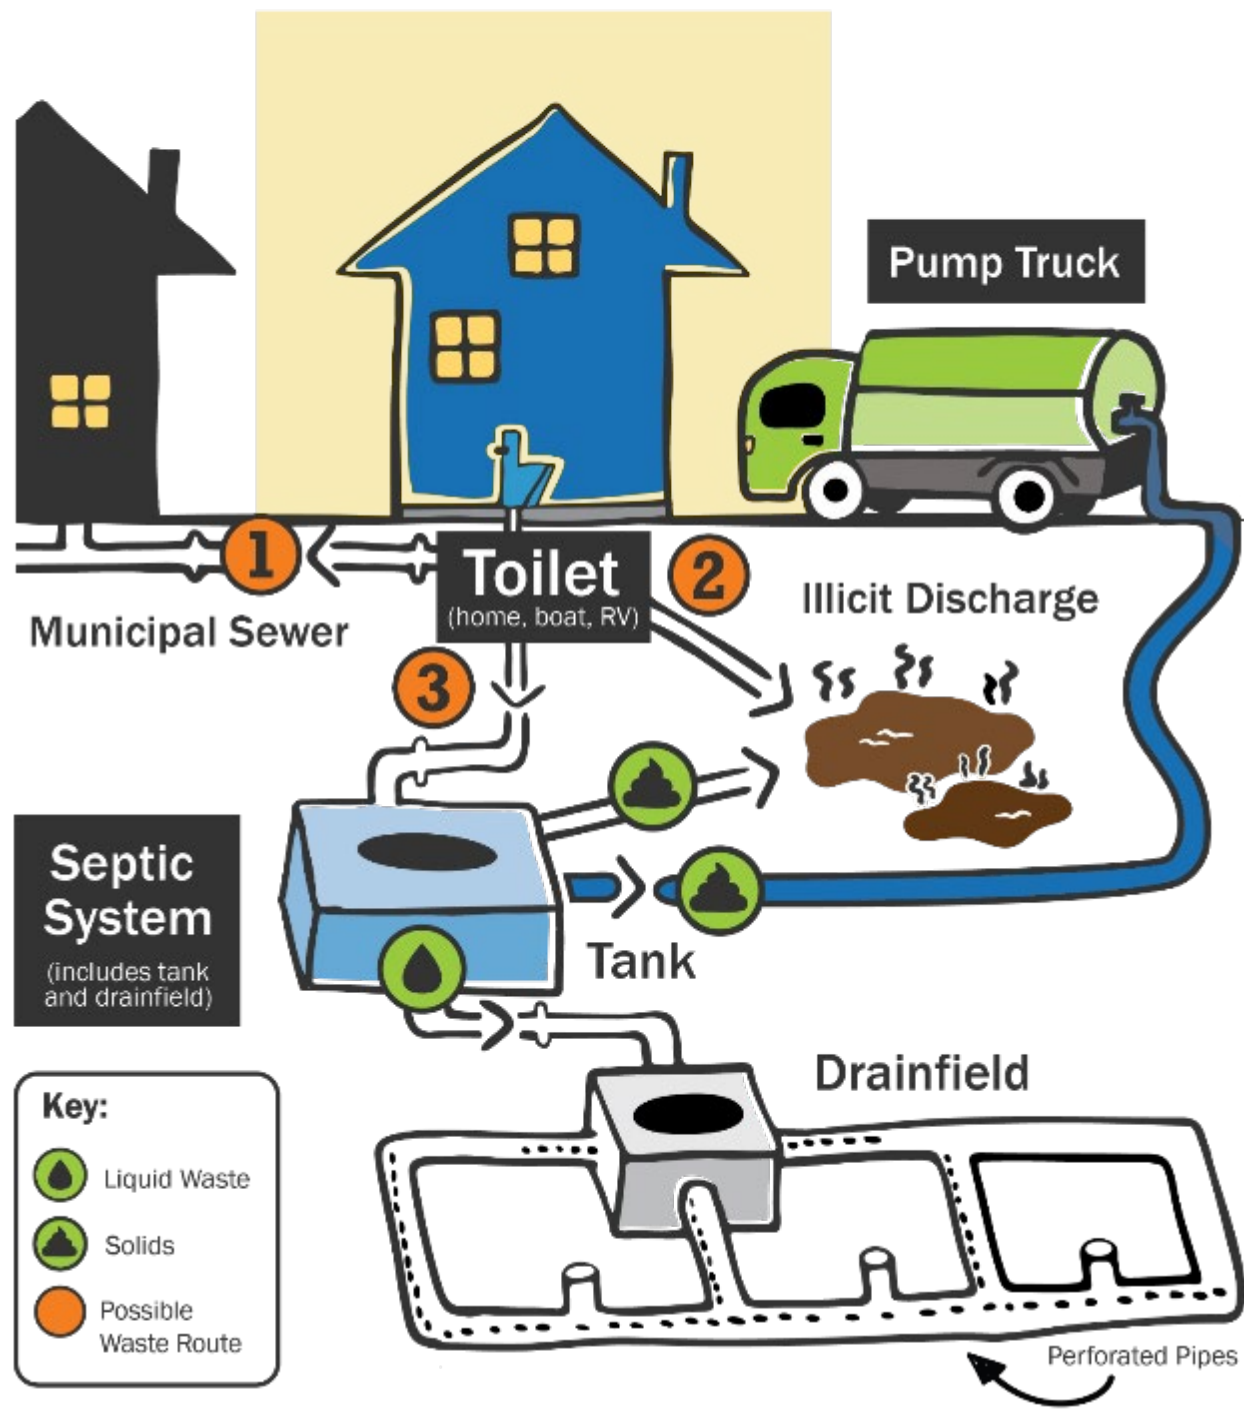 Pump Truck
1
Toilet
(home, boat, RV)
2
Illicit Discharge
Municipal Sewer
3
Septic
System
(includes tank
and drainfield)
Tank
Drainfield
Key:
Liquid Waste
Solids
Possible
Waste Route
Perforated Pipes